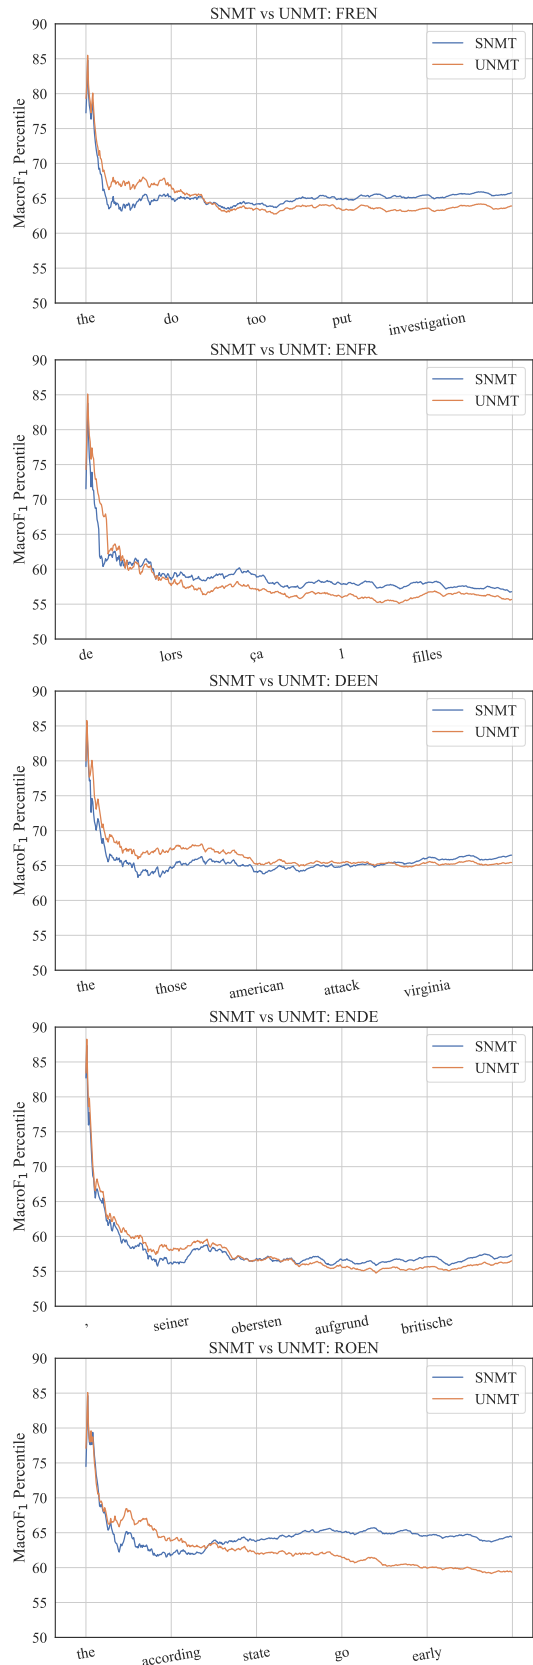 SNMT vs UNMT: FREN
90
85
80
75
70
65
60
55
50
MacroF1 Percentile
SNMT
UNMT
the do too put investigation
SNMT vs UNMT: ENFR
90
85
80
75
70
65
60
55
50
MacroF1 Percentile
SNMT
UNMT
de lors ça 1 filles
SNMT vs UNMT: DEEN
90
85
80
75
70
65
60
55
50
MacroF1 Percentile
SNMT
UNMT
the those american attack virginia
SNMT vs UNMT: ENDE
90
85
80
75
70
65
60
55
50
MacroF1 Percentile
SNMT
UNMT
, seiner obersten aufgrund britische
SNMT vs UNMT: ROEN
90
85
80
75
70
65
60
55
50
MacroF1 Percentile
SNMT
UNMT
the according state go early